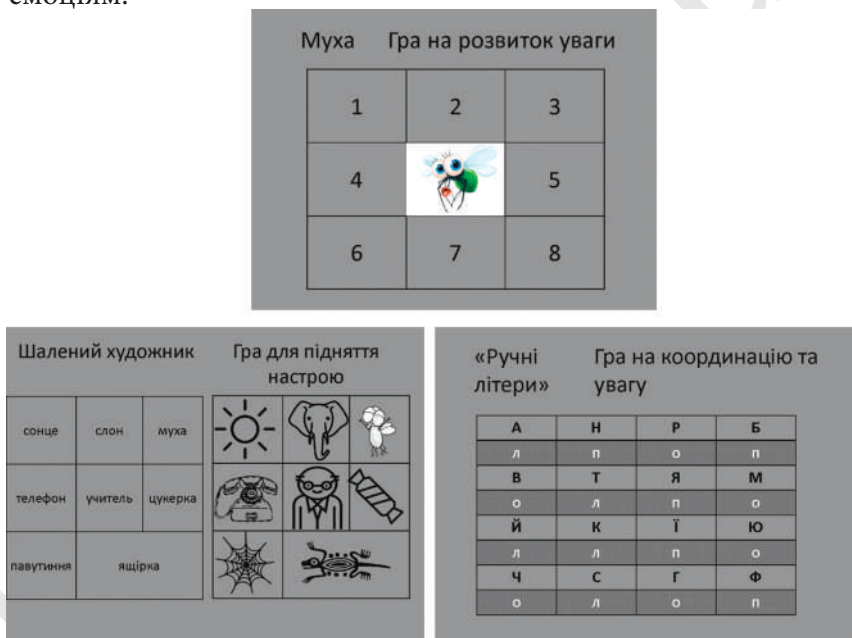 емоціям.
Муха Гра на розвиток уваги
1 2 3
4 5
6 7 8
Шалений художник
Гра для підняття
настрою
сонце слон муха
телефон учитель цукерка
павутиння ящірка
«Ручні
літери»
Гра на координацію та
увагу
А Н Р Б
л п о п
В Т Я М
о л п о
Й К Ї Ю
л л п о
Ч С Г Ф
о л о п